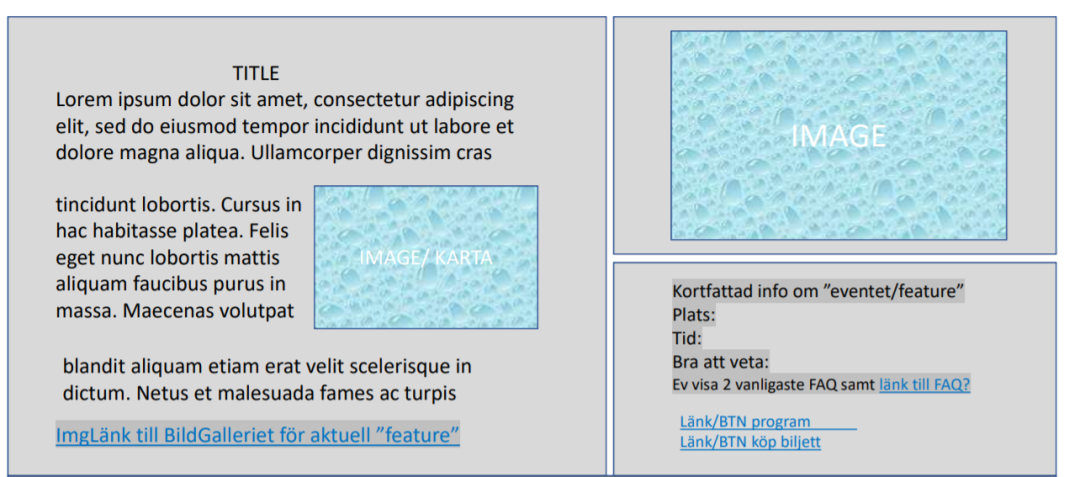 TITLE
Lorem ipsum dolor sit amet, consectetur adipiscing
elit, sed do eiusmod tempor incididunt ut labore et
dolore magna aliqua. Ullamcorper dignissim cras
tincidunt lobortis. Cursus in
hac habitasse platea. Felis
eget nunc lobortis mattis
aliquam faucibus purus in
massa. Maecenas volutpat
IMAGE/ KARTA
blandit aliquam etiam erat velit scelerisque in
dictum. Netus et malesuada fames ac turpis
ImgLänk till BildGalleriet för aktuell ”feature”
IMAGE
Kortfattad info om ”eventet/feature”
Plats:
Tid:
Bra att veta:
Ev visa 2 vanligaste FAQ samt länk till FAQ?
Länk/BTN program
Länk/BTN köp biljett